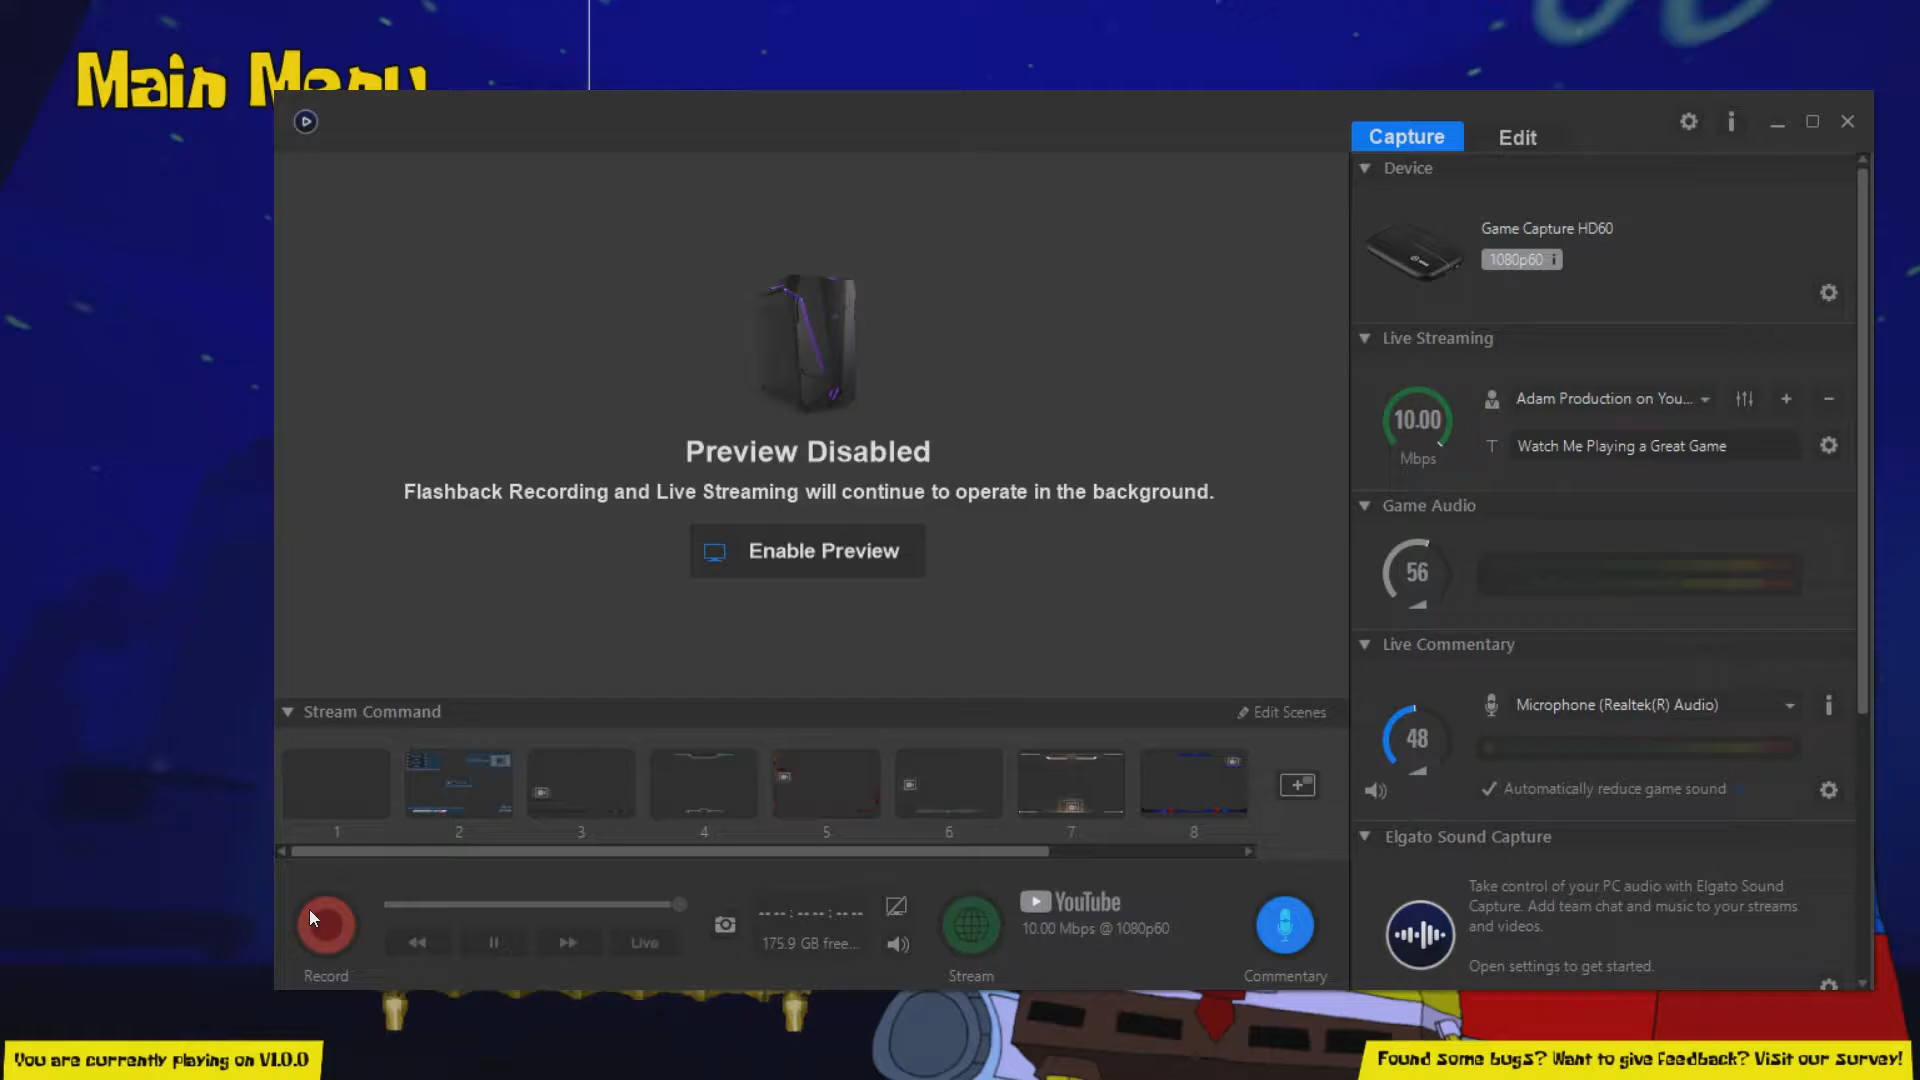 Main Menu
Capture
Edit
Device
Game Capture HD60
1080p60 i
Live Streaming
10.00
Mbps
Adam Production on You...
T Watch Me Playing a Great Game
Game Audio
56
Live Commentary
Microphone (Realtek(R) Audio)
48
Automatically reduce game sound
Elgato Sound Capture
Take control of your PC audio with Elgato Sound
Capture. Add team chat and music to your streams
and videos.
Open settings to get started.
Preview Disabled
Flashback Recording and Live Streaming will continue to operate in the background.
Enable Preview
Stream Command
Edit Scenes
1 2 3 4 5 6 7 8
Record
Live
--:--:--
175.9 GB free...
Stream
YouTube
10.00 Mbps @ 1080p60
Commentary
You are currently playing on V1.0.0
Found some bugs? Want to give feedback? Visit our survey!